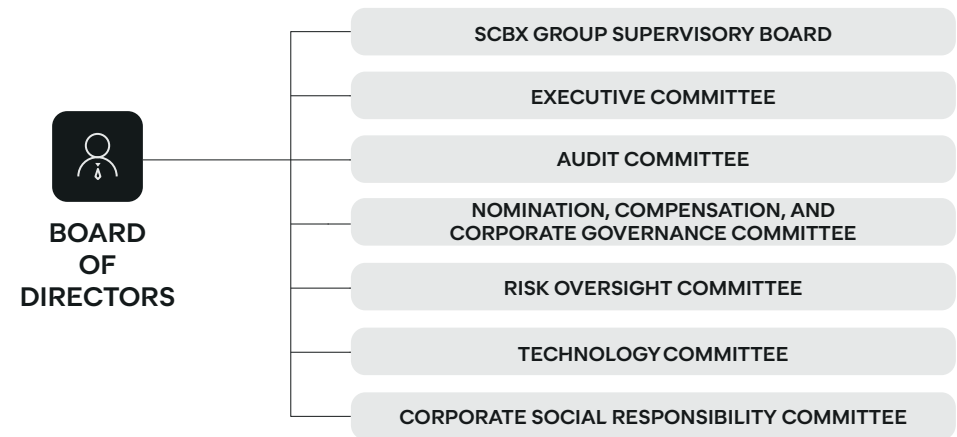 SCBX GROUP SUPERVISORY BOARD
EXECUTIVE COMMITTEE
AUDIT COMMITTEE
BOARD
OF
DIRECTORS
NOMINATION, COMPENSATION, AND
CORPORATE GOVERNANCE COMMITTEE
RISK OVERSIGHT COMMITTEE
TECHNOLOGY COMMITTEE
CORPORATE SOCIAL RESPONSIBILITY COMMITTEE